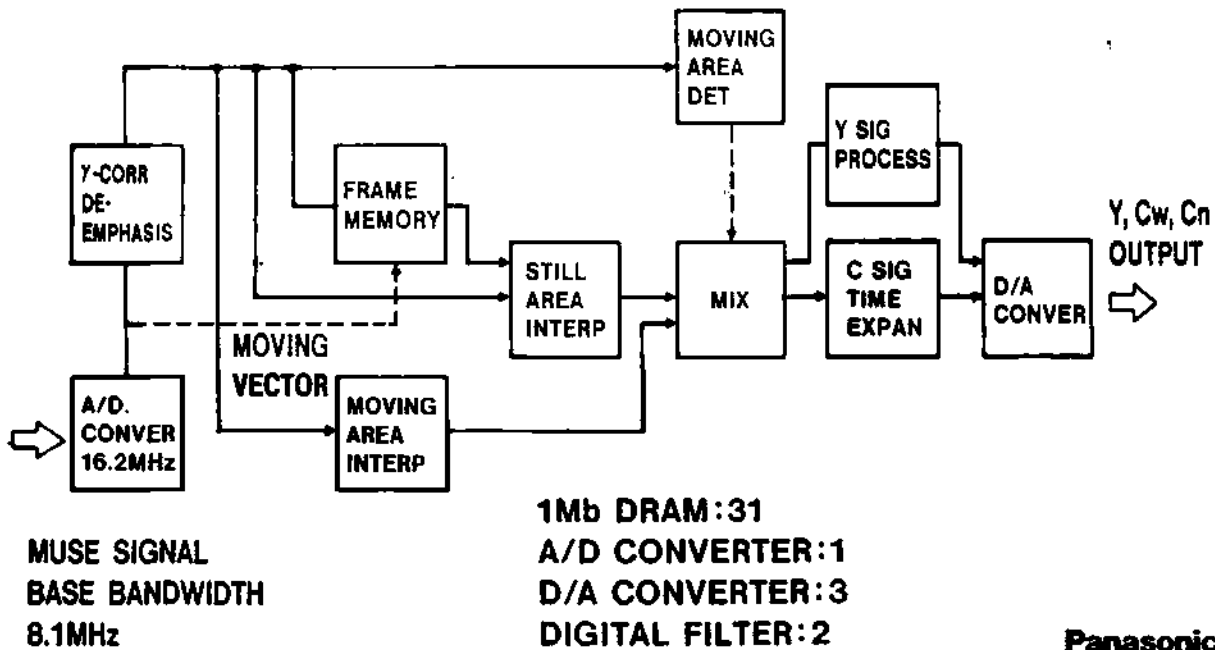 MOVING
AREA
DET
Y SIG
PROCESS
γ-CORR
DE-
EMPHASIS
FRAME
MEMORY
Y, Cw, Cn
OUTPUT
STILL
AREA
INTERP
MIX
C SIG
TIME
EXPAN
D/A
CONVER
MOVING
VECTOR
A/D.
CONVER
16.2MHz
MOVING
AREA
INTERP
MUSE SIGNAL
BASE BANDWIDTH
8.1MHz
1Mb DRAM:31
A/D CONVERTER:1
D/A CONVERTER:3
DIGITAL FILTER:2
Panasonic